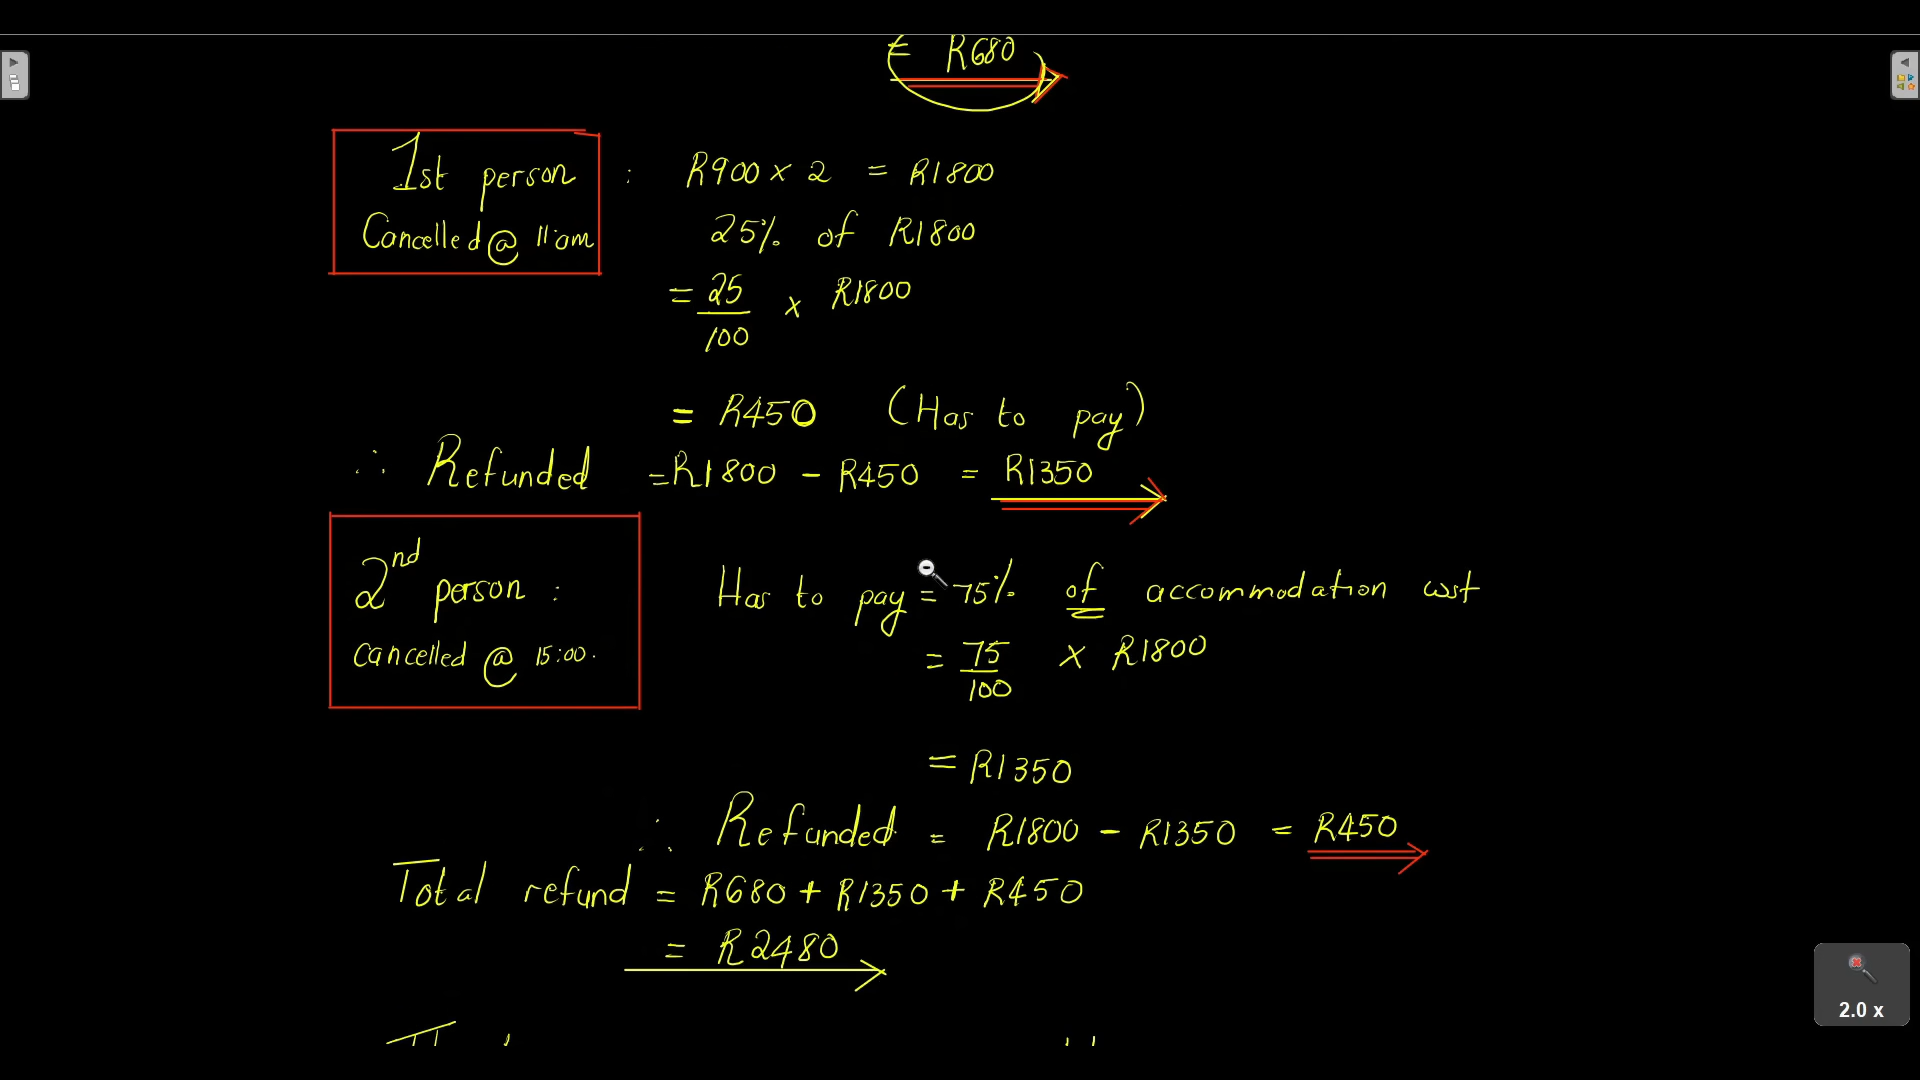 = R680
1st person : R900 × 2 = R1800
Cancelled @ 11am 25% of R1800
= 25/100 × R1800
= R450 (Has to pay)
∴ Refunded = R1800 - R450 = R1350
2nd person : Has to pay = 75% of accommodation cost
cancelled @ 15:00. = 75/100 × R1800
= R1350
∴ Refunded = R1800 - R1350 = R450
Total refund = R680 + R1350 + R450
= R2480
2.0 x